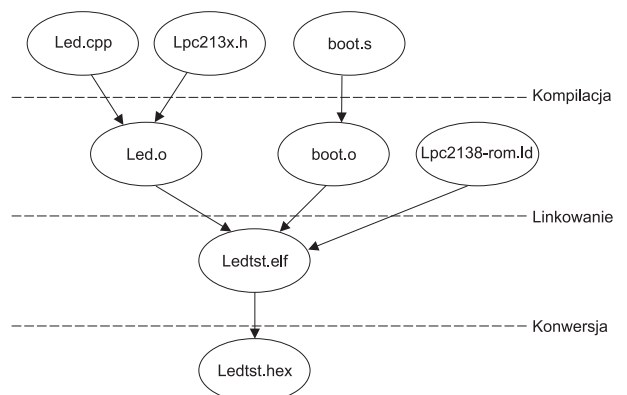 Led.cpp
Lpc213x.h
boot.s
Kompilacja
Led.o
boot.o
Lpc2138-rom.ld
Linkowanie
Ledtst.elf
Konwersja
Ledtst.hex